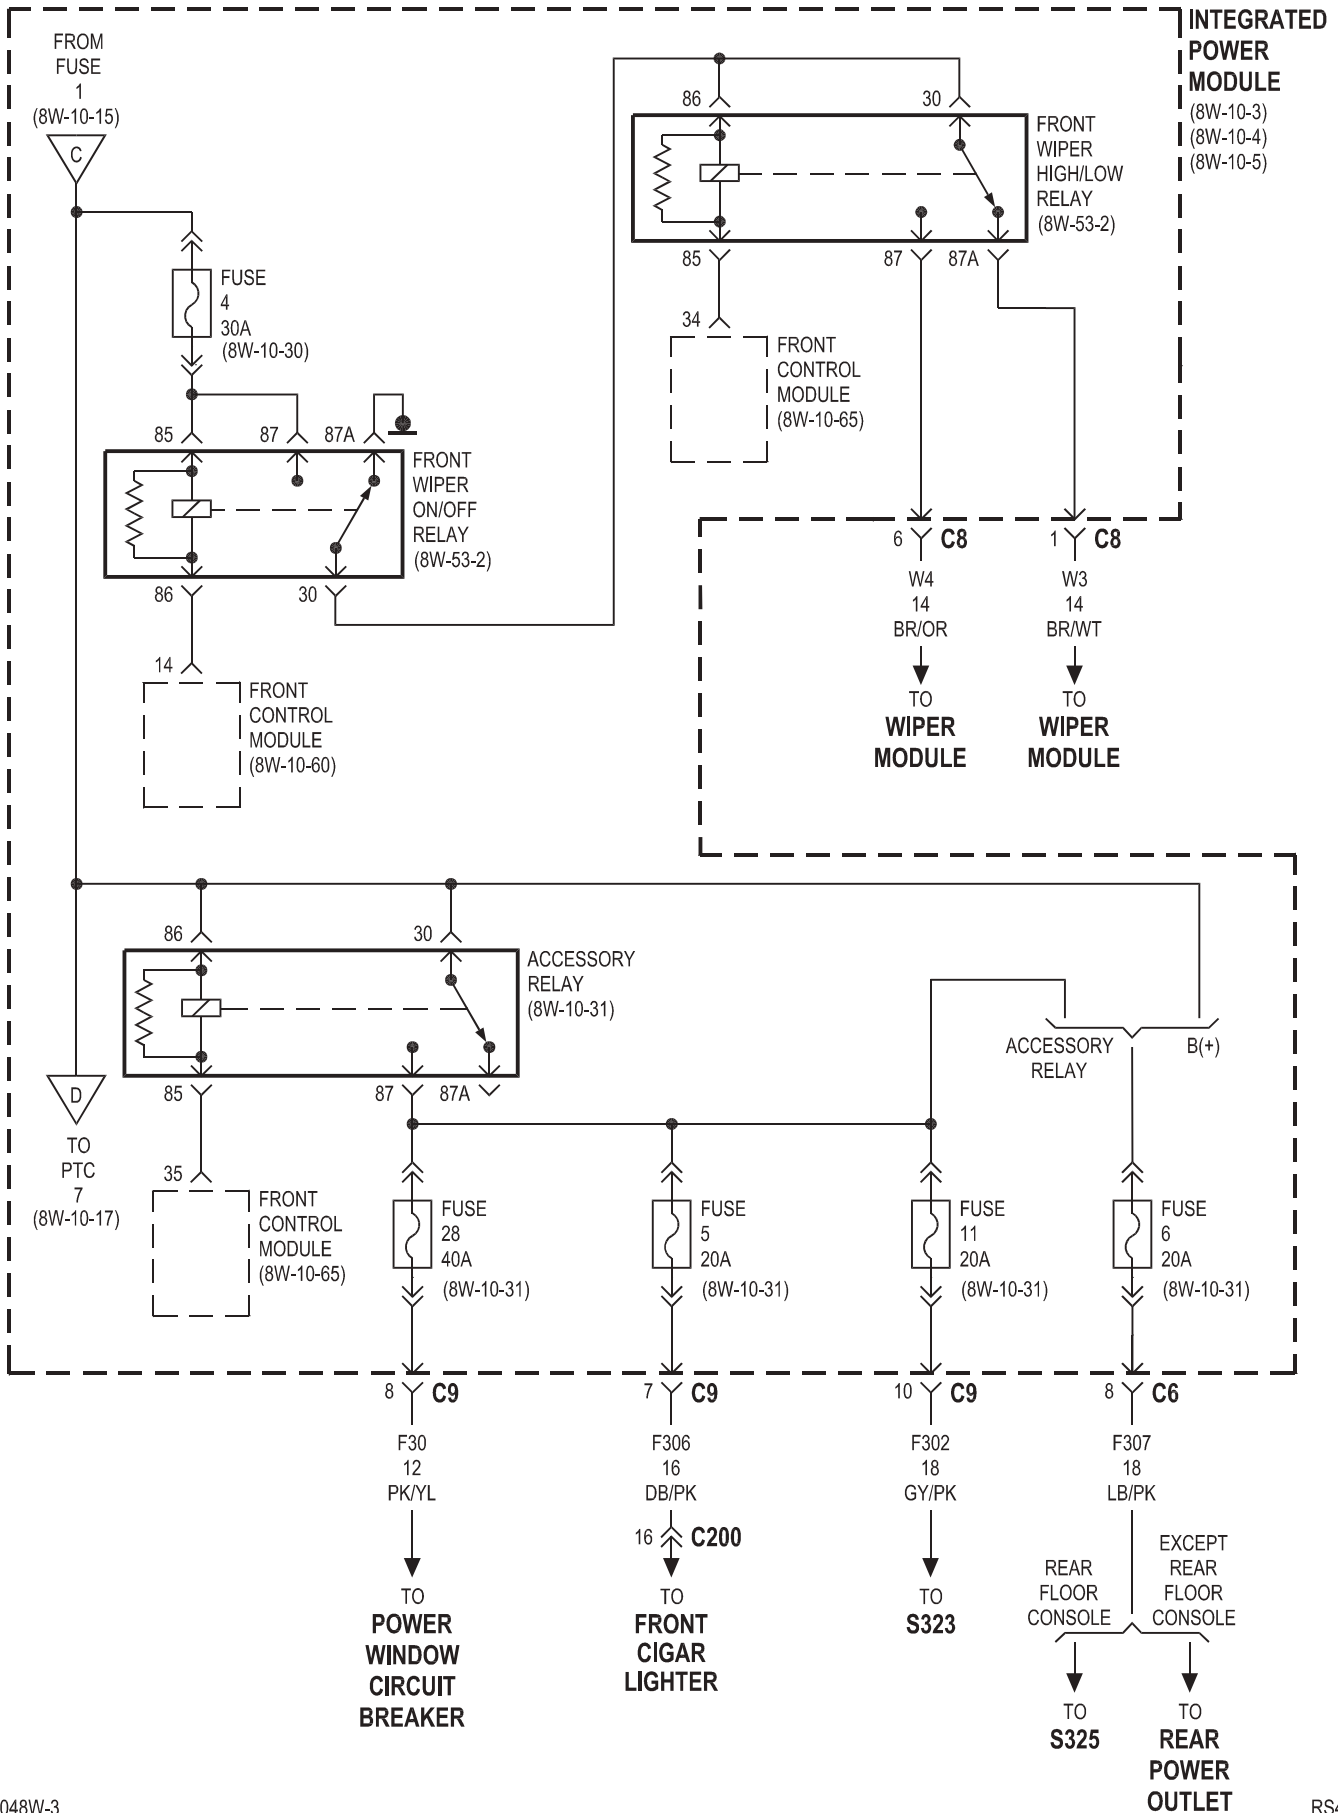 INTEGRATED
POWER
MODULE
(8W-10-3)
(8W-10-4)
(8W-10-5)
FROM
FUSE
1
(8W-10-15)
C
FUSE
4
30A
(8W-10-30)
85
87
87A
FRONT
WIPER
ON/OFF
RELAY
(8W-53-2)
86
30
14
FRONT
CONTROL
MODULE
(8W-10-60)
86
30
FRONT
WIPER
HIGH/LOW
RELAY
(8W-53-2)
85
87
87A
34
FRONT
CONTROL
MODULE
(8W-10-65)
6 C8
W4
14
BR/OR
TO
WIPER
MODULE
1 C8
W3
14
BR/WT
TO
WIPER
MODULE
86
30
ACCESSORY
RELAY
(8W-10-31)
85
87
87A
D
TO
PTC
7
(8W-10-17)
35
FRONT
CONTROL
MODULE
(8W-10-65)
ACCESSORY
RELAY
B(+)
FUSE
28
40A
(8W-10-31)
FUSE
5
20A
(8W-10-31)
FUSE
11
20A
(8W-10-31)
FUSE
6
20A
(8W-10-31)
8 C9
F30
12
PK/YL
TO
POWER
WINDOW
CIRCUIT
BREAKER
7 C9
F306
16
DB/PK
16 C200
TO
FRONT
CIGAR
LIGHTER
10 C9
F302
18
GY/PK
TO
S323
8 C6
F307
18
LB/PK
REAR
FLOOR
CONSOLE
TO
S325
EXCEPT
REAR
FLOOR
CONSOLE
TO
REAR
POWER
OUTLET
048W-3